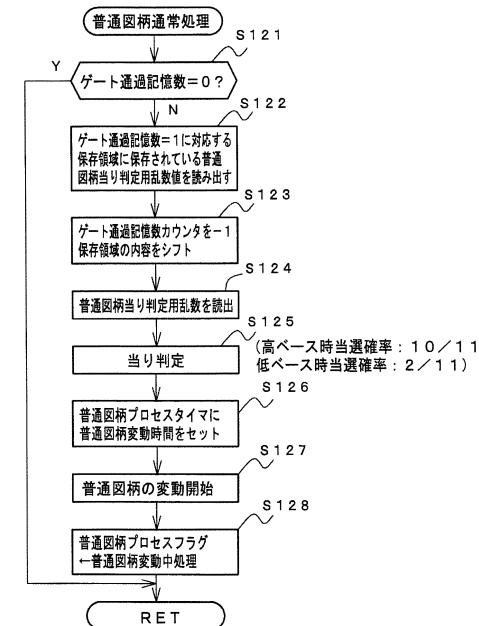 普通図柄通常処理
S121
Y
ゲート通過記憶数=0?
N
S122
ゲート通過記憶数=1に対応する
保存領域に保存されている普通
図柄当り判定用乱数値を読み出す
S123
ゲート通過記憶数カウンタを-1
保存領域の内容をシフト
S124
普通図柄当り判定用乱数を読出
S125
当り判定
(高ベース時当選確率:10/11
低ベース時当選確率:2/11)
S126
普通図柄プロセスタイマに
普通図柄変動時間をセット
S127
普通図柄の変動開始
S128
普通図柄プロセスフラグ
←普通図柄変動中処理
RET